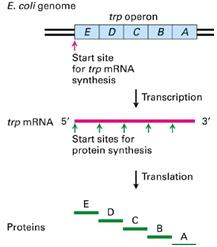 E. coli genome
trp operon
E D C B A
Start site
for trp mRNA
synthesis
Transcription
trp mRNA 5' 3'
Start sites for
protein synthesis
Translation
E
D
C
B
A
Proteins